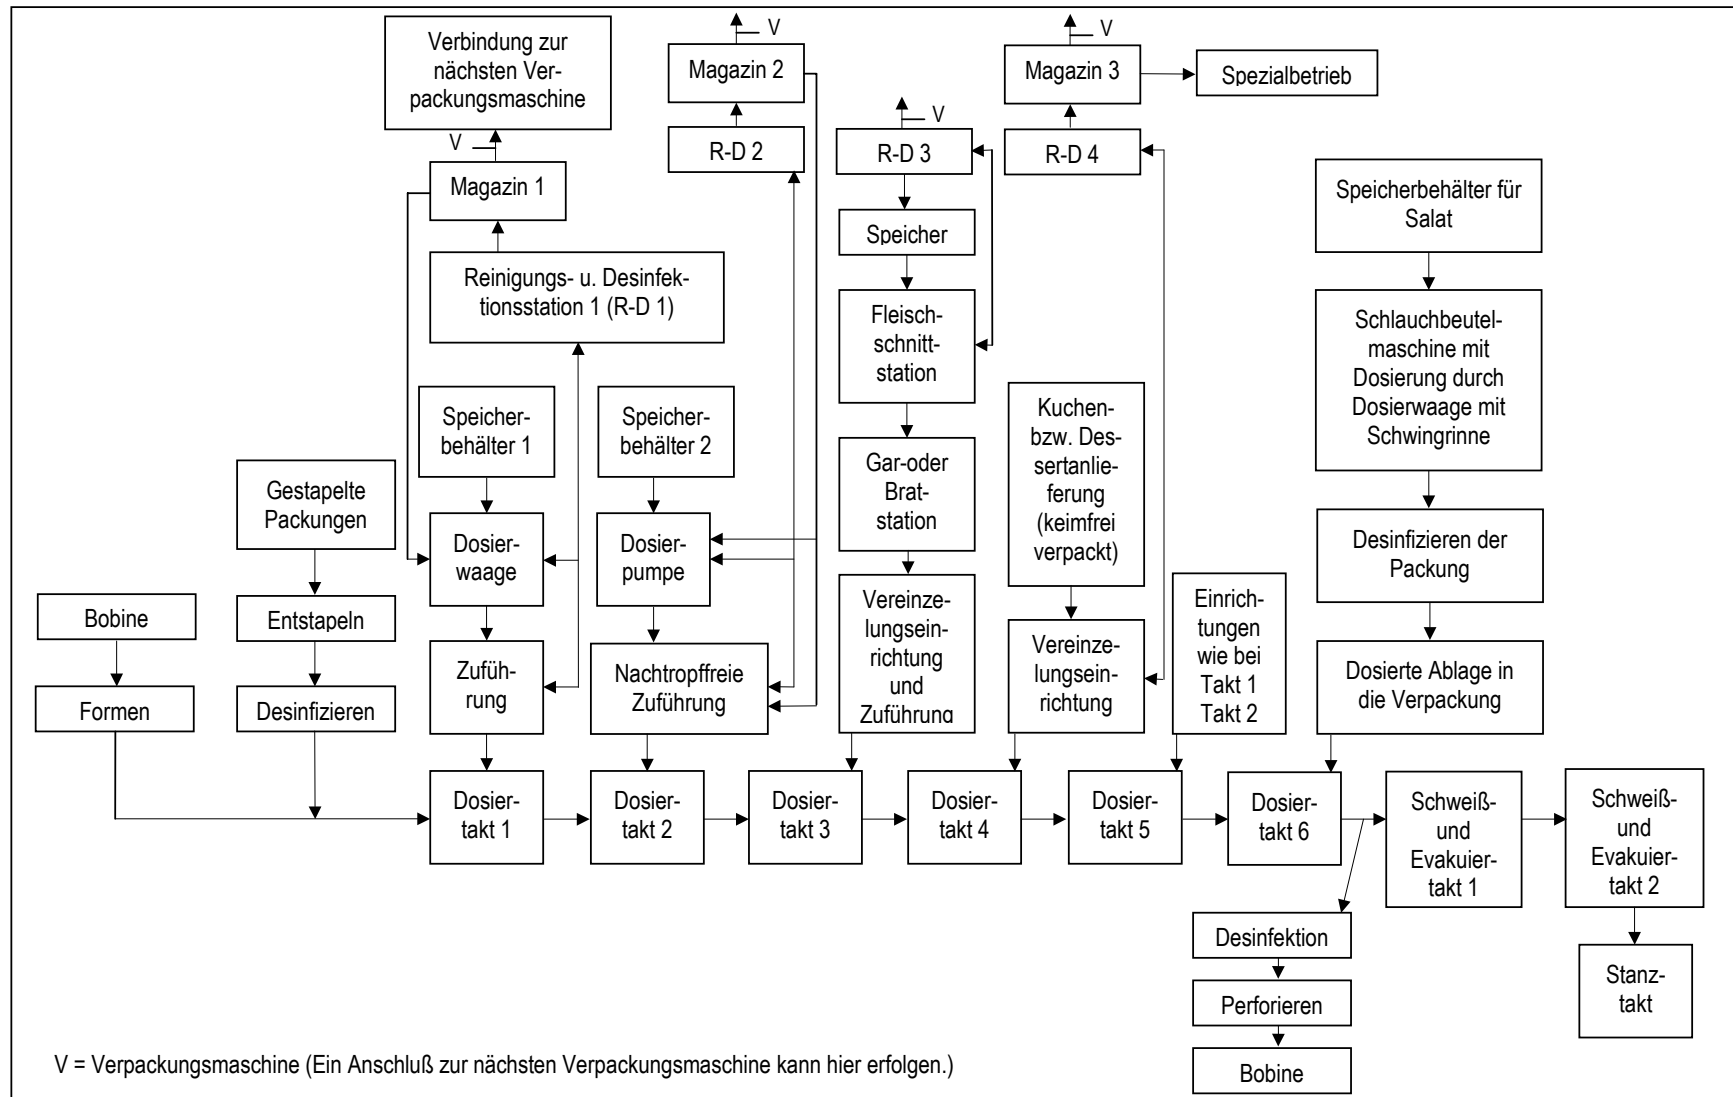 Verbindung zur
nächsten Ver-
packungsmaschine
V
Magazin 1
Reinigungs- u. Desinfek-
tionsstation 1 (R-D 1)
V
Magazin 2
R-D 2
V
R-D 3
Speicher
Fleisch-
schnitt-
station
Gar-oder
Brat-
station
Vereinze-
lungsein-
richtung
und
Zuführung
V
Magazin 3
Spezialbetrieb
R-D 4
Speicherbehälter für
Salat
Schlauchbeutel-
maschine mit
Dosierung durch
Dosierwaage mit
Schwingrinne
Desinfizieren der
Packung
Dosierte Ablage in
die Verpackung
Speicher-
behälter 1
Dosier-
waage
Zufüh-
rung
Speicher-
behälter 2
Dosier-
pumpe
Nachtropffreie
Zuführung
Kuchen-
bzw. Des-
sertanlie-
ferung
(keimfrei
verpackt)
Vereinze-
lungsein-
richtung
Einrich-
tungen
wie bei
Takt 1
Takt 2
Gestapelte
Packungen
Entstapeln
Desinfizieren
Bobine
Formen
Dosier-
takt 1
Dosier-
takt 2
Dosier-
takt 3
Dosier-
takt 4
Dosier-
takt 5
Dosier-
takt 6
Schweiß-
und
Evakuier-
takt 1
Schweiß-
und
Evakuier-
takt 2
Desinfektion
Perforieren
Bobine
Stanz-
takt
V = Verpackungsmaschine (Ein Anschluß zur nächsten Verpackungsmaschine kann hier erfolgen.)